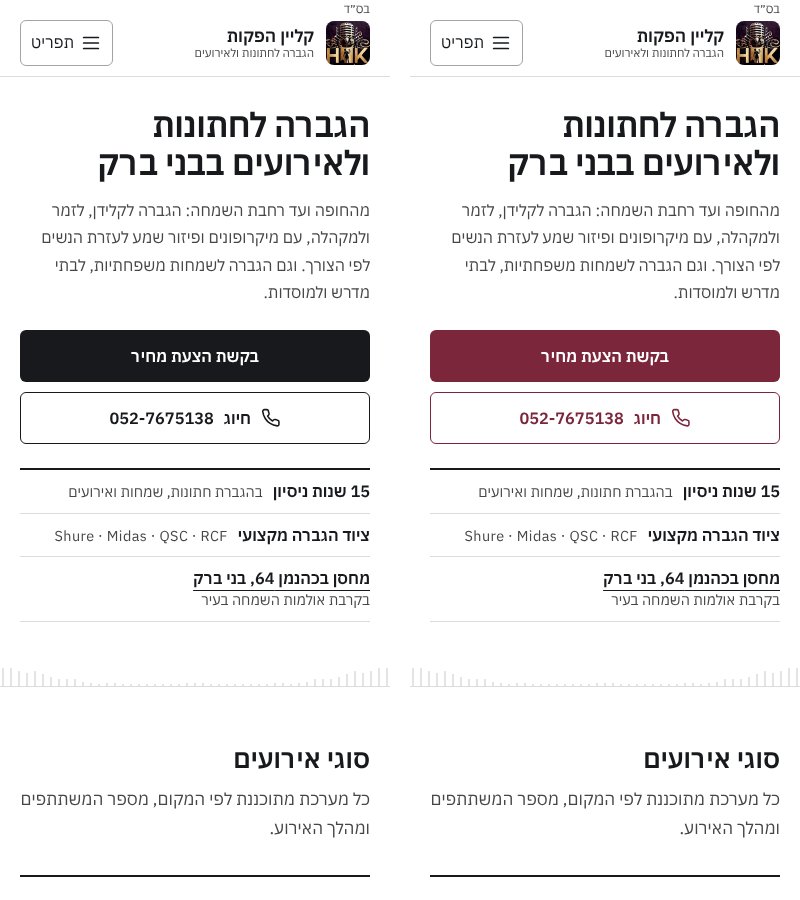 בס״ד
קליין הפקות
הגברה לחתונות ולאירועים
תפריט
הגברה לחתונות
ולאירועים בבני ברק
מהחופה ועד רחבת השמחה: הגברה לקלידן, לזמר
ולמקהלה, עם מיקרופונים ופיזור שמע לעזרת הנשים
לפי הצורך. וגם הגברה לשמחות משפחתיות, לבתי
מדרש ולמוסדות.
בקשת הצעת מחיר
חיוג 052-7675138
15 שנות ניסיון בהגברת חתונות, שמחות ואירועים
ציוד הגברה מקצועי Shure · Midas · QSC · RCF
מחסן בכהנמן 64, בני ברק
בקרבת אולמות השמחה בעיר
סוגי אירועים
כל מערכת מתוכננת לפי המקום, מספר המשתתפים
ומהלך האירוע.
בס״ד
קליין הפקות
הגברה לחתונות ולאירועים
תפריט
הגברה לחתונות
ולאירועים בבני ברק
מהחופה ועד רחבת השמחה: הגברה לקלידן, לזמר
ולמקהלה, עם מיקרופונים ופיזור שמע לעזרת הנשים
לפי הצורך. וגם הגברה לשמחות משפחתיות, לבתי
מדרש ולמוסדות.
בקשת הצעת מחיר
חיוג 052-7675138
15 שנות ניסיון בהגברת חתונות, שמחות ואירועים
ציוד הגברה מקצועי Shure · Midas · QSC · RCF
מחסן בכהנמן 64, בני ברק
בקרבת אולמות השמחה בעיר
סוגי אירועים
כל מערכת מתוכננת לפי המקום, מספר המשתתפים
ומהלך האירוע.